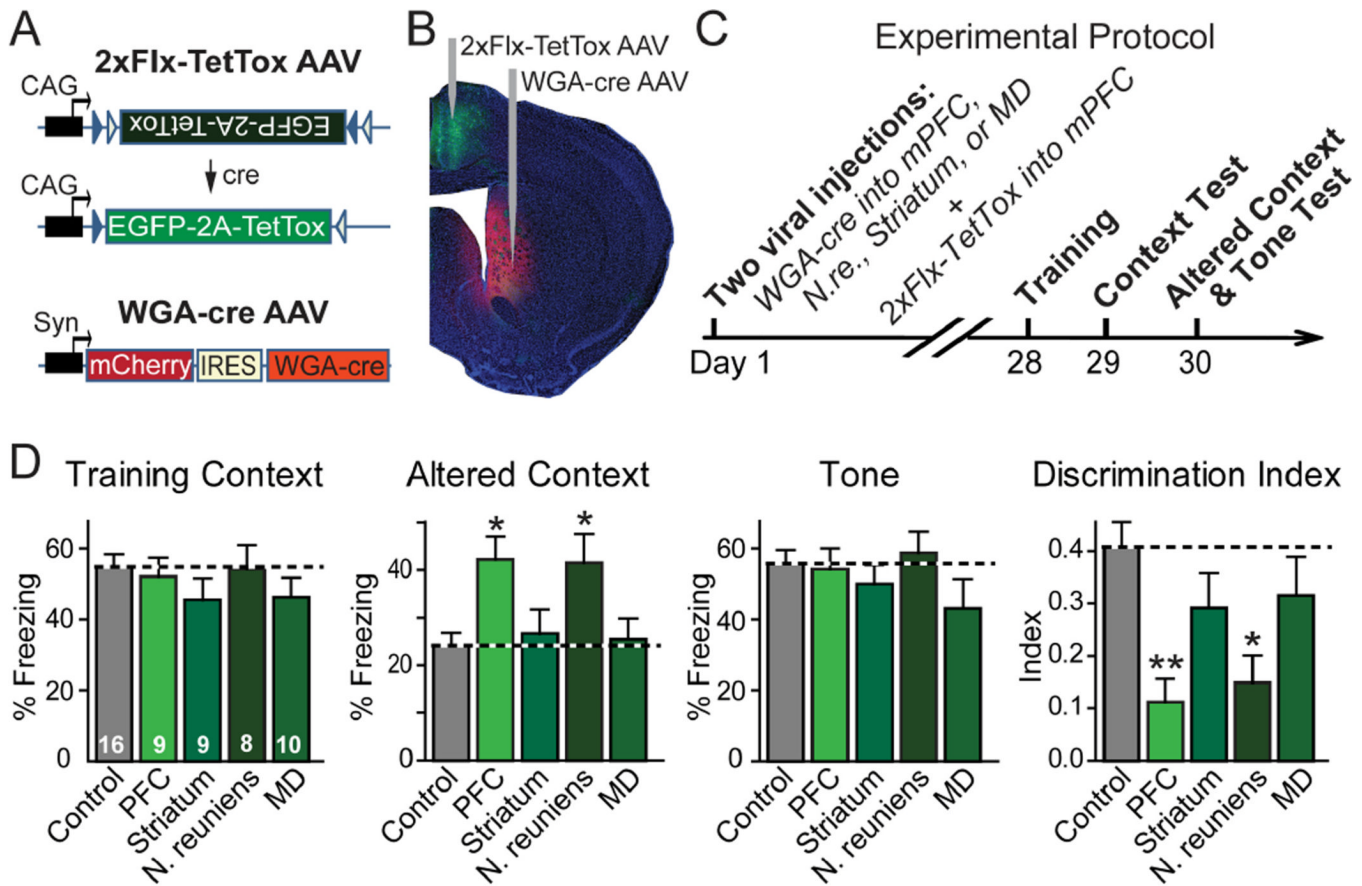 A
2xFlx-TetTox AAV
CAG
EGFP-2A-TetTox
cre
CAG
EGFP-2A-TetTox
WGA-cre AAV
Syn
mCherry IRES WGA-cre
B
2xFlx-TetTox AAV
WGA-cre AAV
C
Experimental Protocol
Two viral injections:
WGA-cre into mPFC,
N.re., Striatum, or MD
+
2xFlx-TetTox into mPFC
Training
Context Test
Altered Context
& Tone Test
Day 1
28
29
30
D
Training Context
% Freezing
60
40
20
0
16 9 9 8 10
Control
PFC
Striatum
N. reuniens
MD
Altered Context
% Freezing
40
20
0
* *
Control
PFC
Striatum
N. reuniens
MD
Tone
% Freezing
60
40
20
0
Control
PFC
Striatum
N. reuniens
MD
Discrimination Index
Index
0.4
0.3
0.2
0.1
0.0
** *
Control
PFC
Striatum
N. reuniens
MD